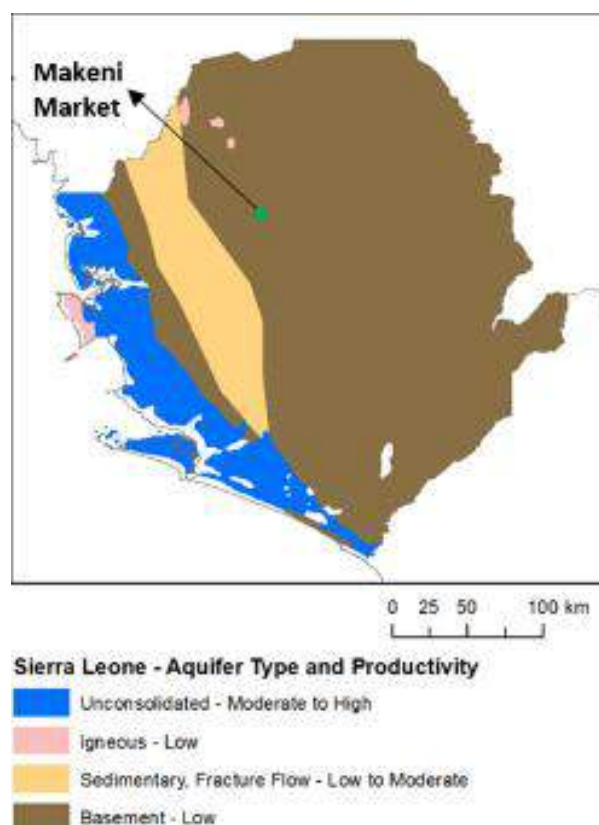 Makeni
Market
0 25 50 100 km
Sierra Leone - Aquifer Type and Productivity
Unconsolidated - Moderate to High
Igneous - Low
Sedimentary, Fracture Flow - Low to Moderate
Basement - Low